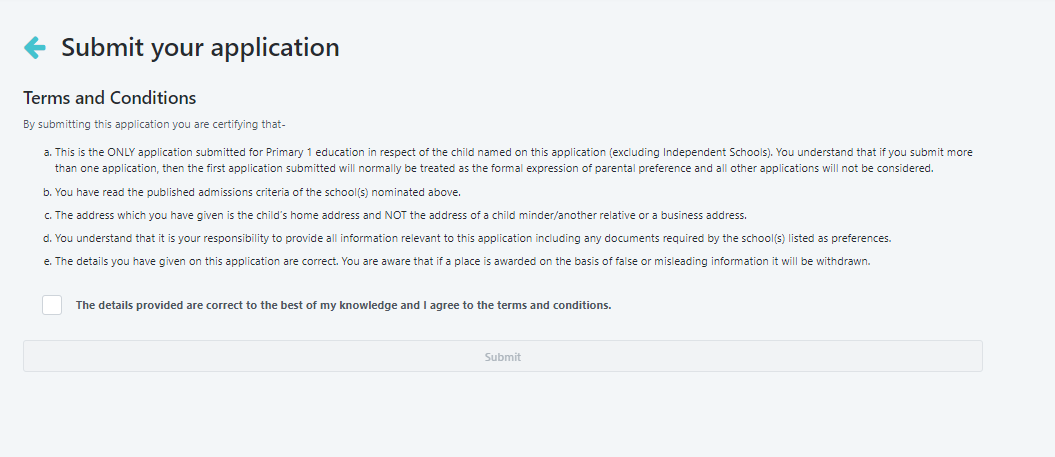 Submit your application
Terms and Conditions
By submitting this application you are certifying that-
a. This is the ONLY application submitted for Primary 1 education in respect of the child named on this application (excluding Independent Schools). You understand that if you submit more
than one application, then the first application submitted will normally be treated as the formal expression of parental preference and all other applications will not be considered.
b. You have read the published admissions criteria of the school(s) nominated above.
c. The address which you have given is the child's home address and NOT the address of a child minder/another relative or a business address.
d. You understand that it is your responsibility to provide all information relevant to this application including any documents required by the school(s) listed as preferences.
e. The details you have given on this application are correct. You are aware that if a place is awarded on the basis of false or misleading information it will be withdrawn.
The details provided are correct to the best of my knowledge and I agree to the terms and conditions.
Submit